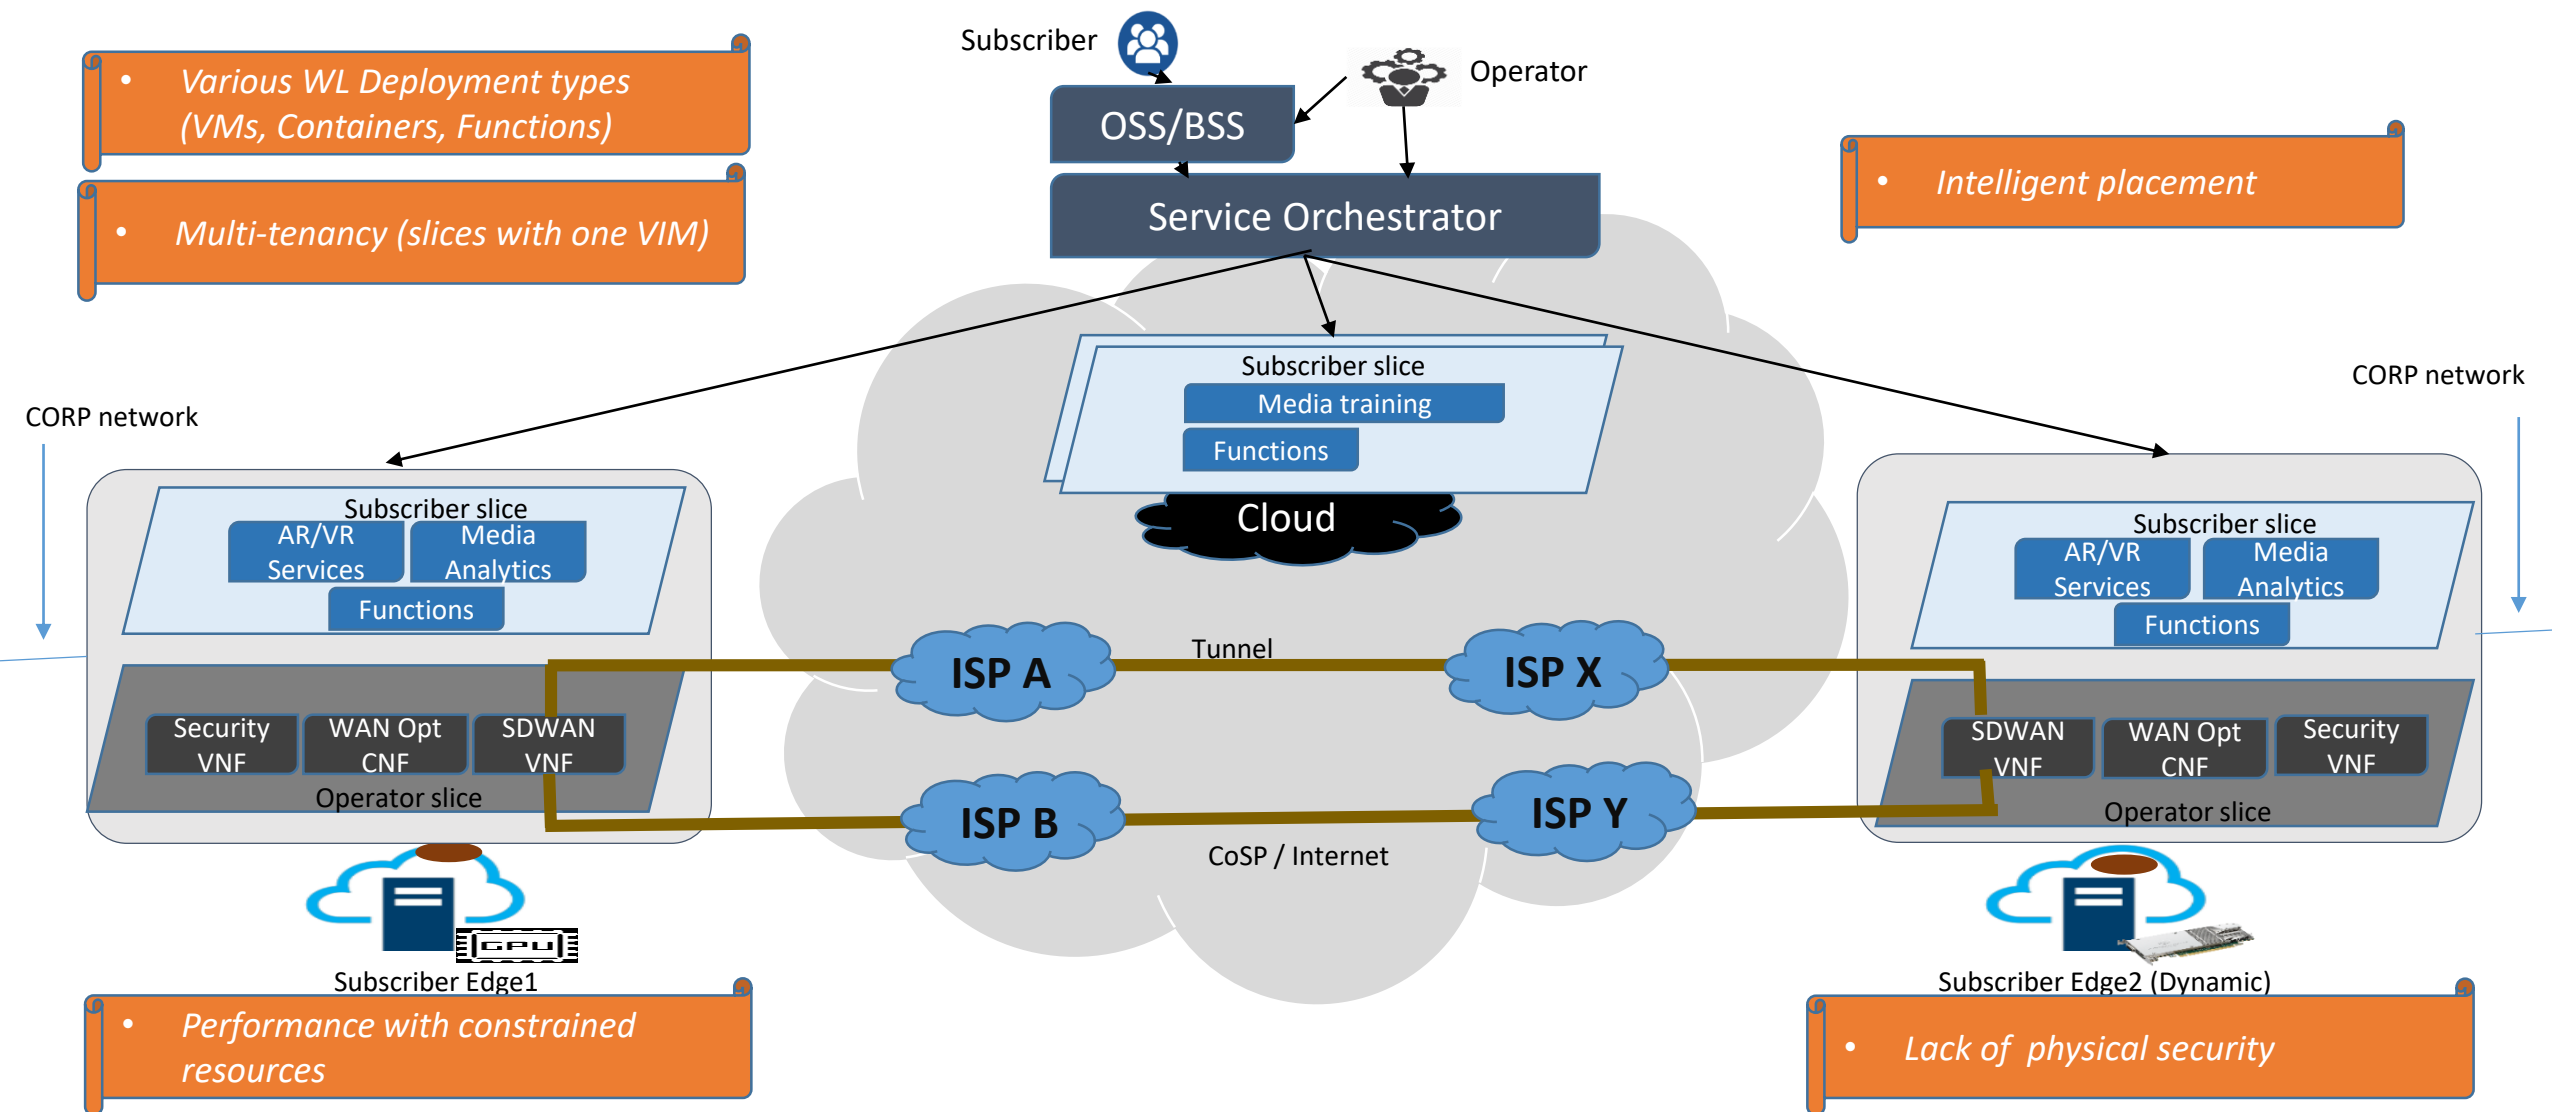 Subscriber
Operator
• Various WL Deployment types
(VMs, Containers, Functions)
OSS/BSS
• Multi-tenancy (slices with one VIM)
Service Orchestrator
• Intelligent placement
Subscriber slice
Media training
Functions
Cloud
CORP network
CORP network
Subscriber slice
AR/VR
Services
Media
Analytics
Functions
Subscriber slice
AR/VR
Services
Media
Analytics
Functions
Tunnel
ISP A
ISP X
Security
VNF
WAN Opt
CNF
SDWAN
VNF
Operator slice
SDWAN
VNF
WAN Opt
CNF
Security
VNF
Operator slice
ISP B
ISP Y
CoSP / Internet
GPU
Subscriber Edge1
Subscriber Edge2 (Dynamic)
• Performance with constrained
resources
• Lack of physical security